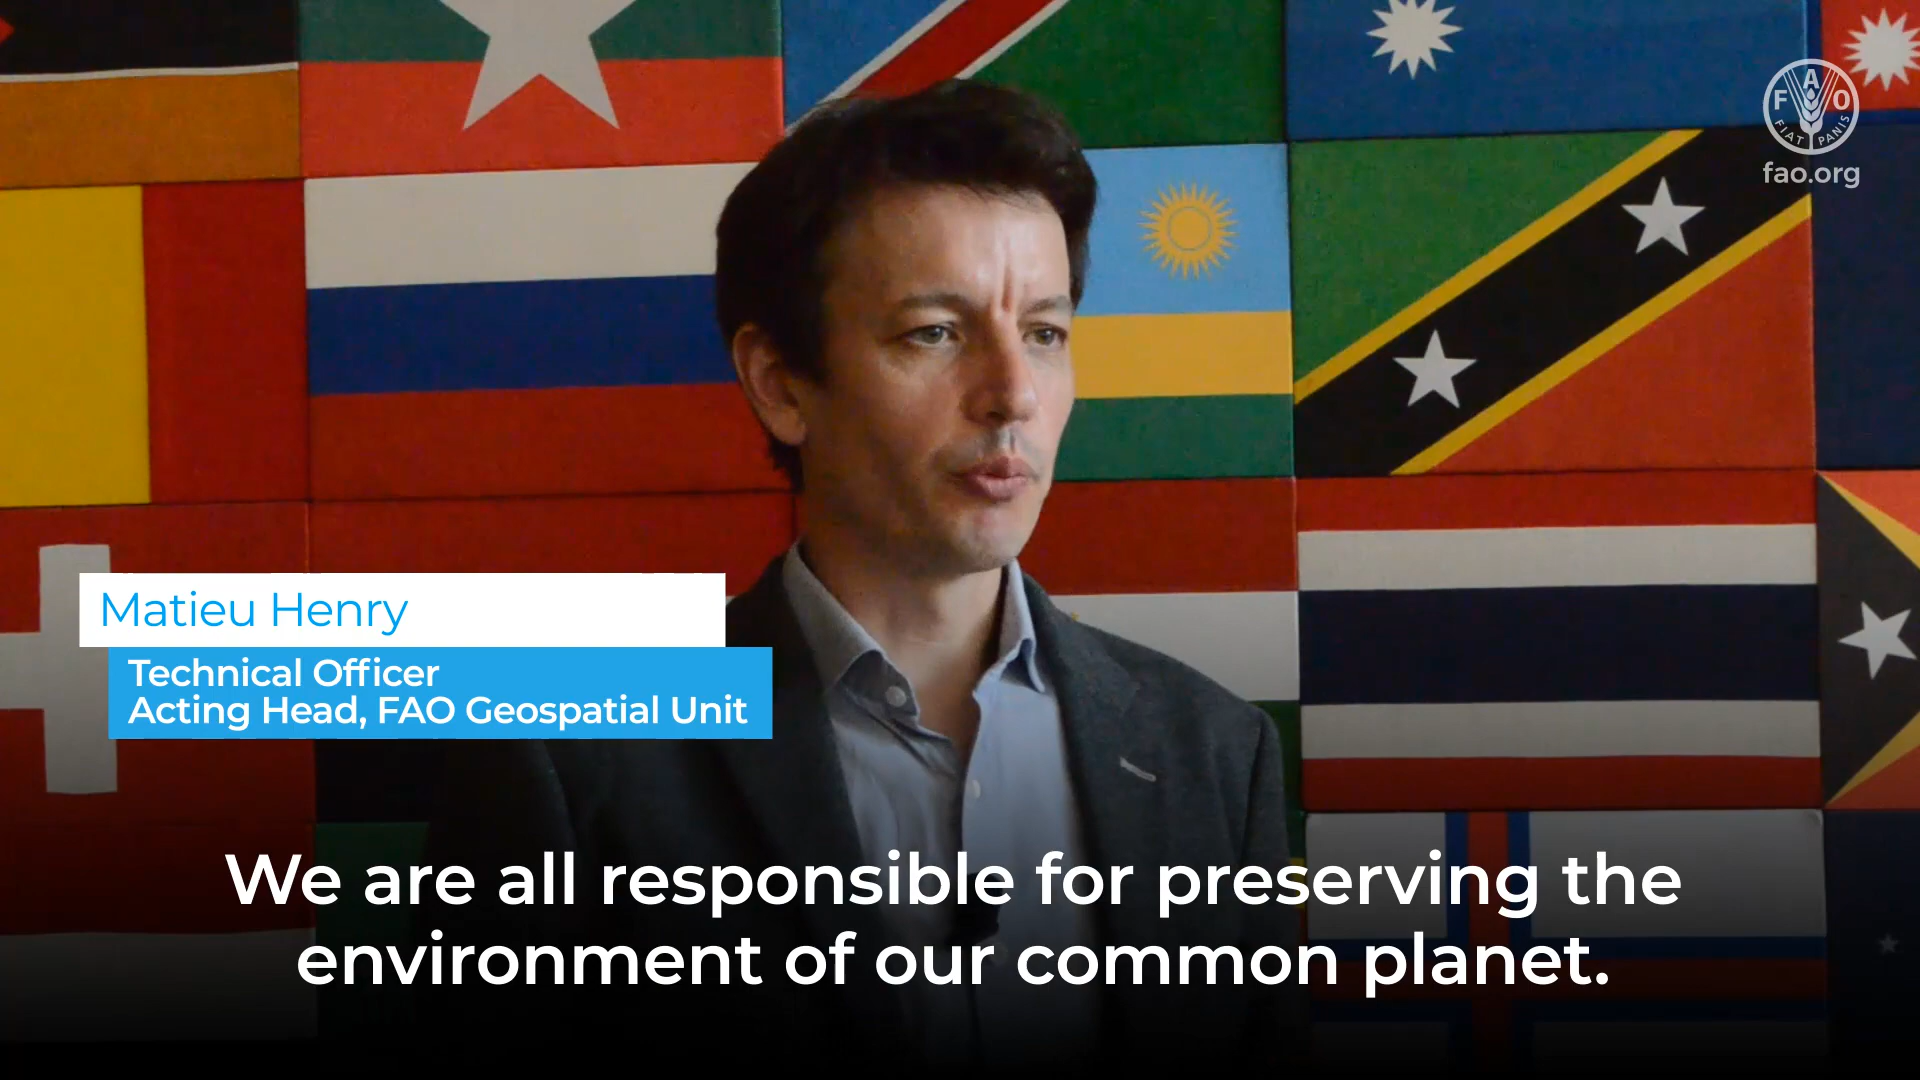 F A O
FIAT PANIS
fao.org
Matieu Henry
Technical Officer
Acting Head, FAO Geospatial Unit
We are all responsible for preserving the
environment of our common planet.